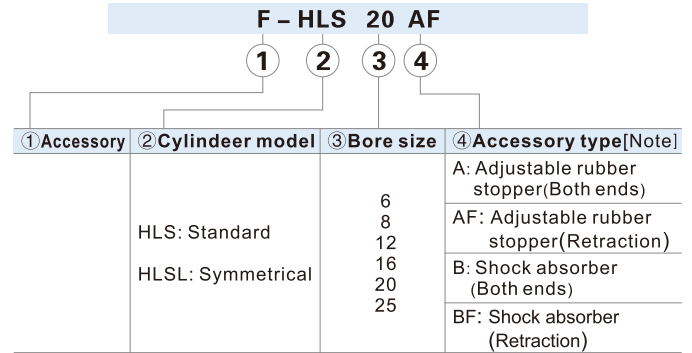 F – HLS 20 AF
① ② ③ ④
①Accessory ②Cylindeer model ③Bore size ④Accessory type[Note]
A: Adjustable rubber
stopper(Both ends)
6
8
AF: Adjustable rubber
stopper(Retraction)
HLS: Standard
12
16
B: Shock absorber
(Both ends)
HLSL: Symmetrical
20
25
BF: Shock absorber
(Retraction)